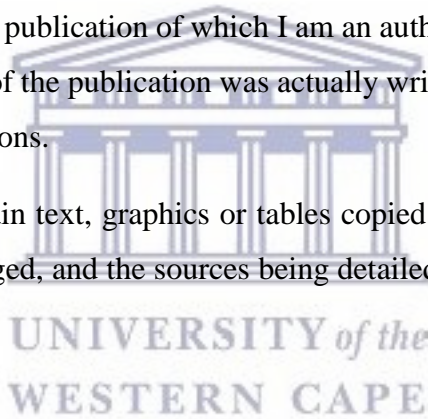 publication of which I am an auth
of the publication was actually wri
ons.
in text, graphics or tables copied
ged, and the sources being detailed
UNIVERSITY of the
WESTERN CAPE